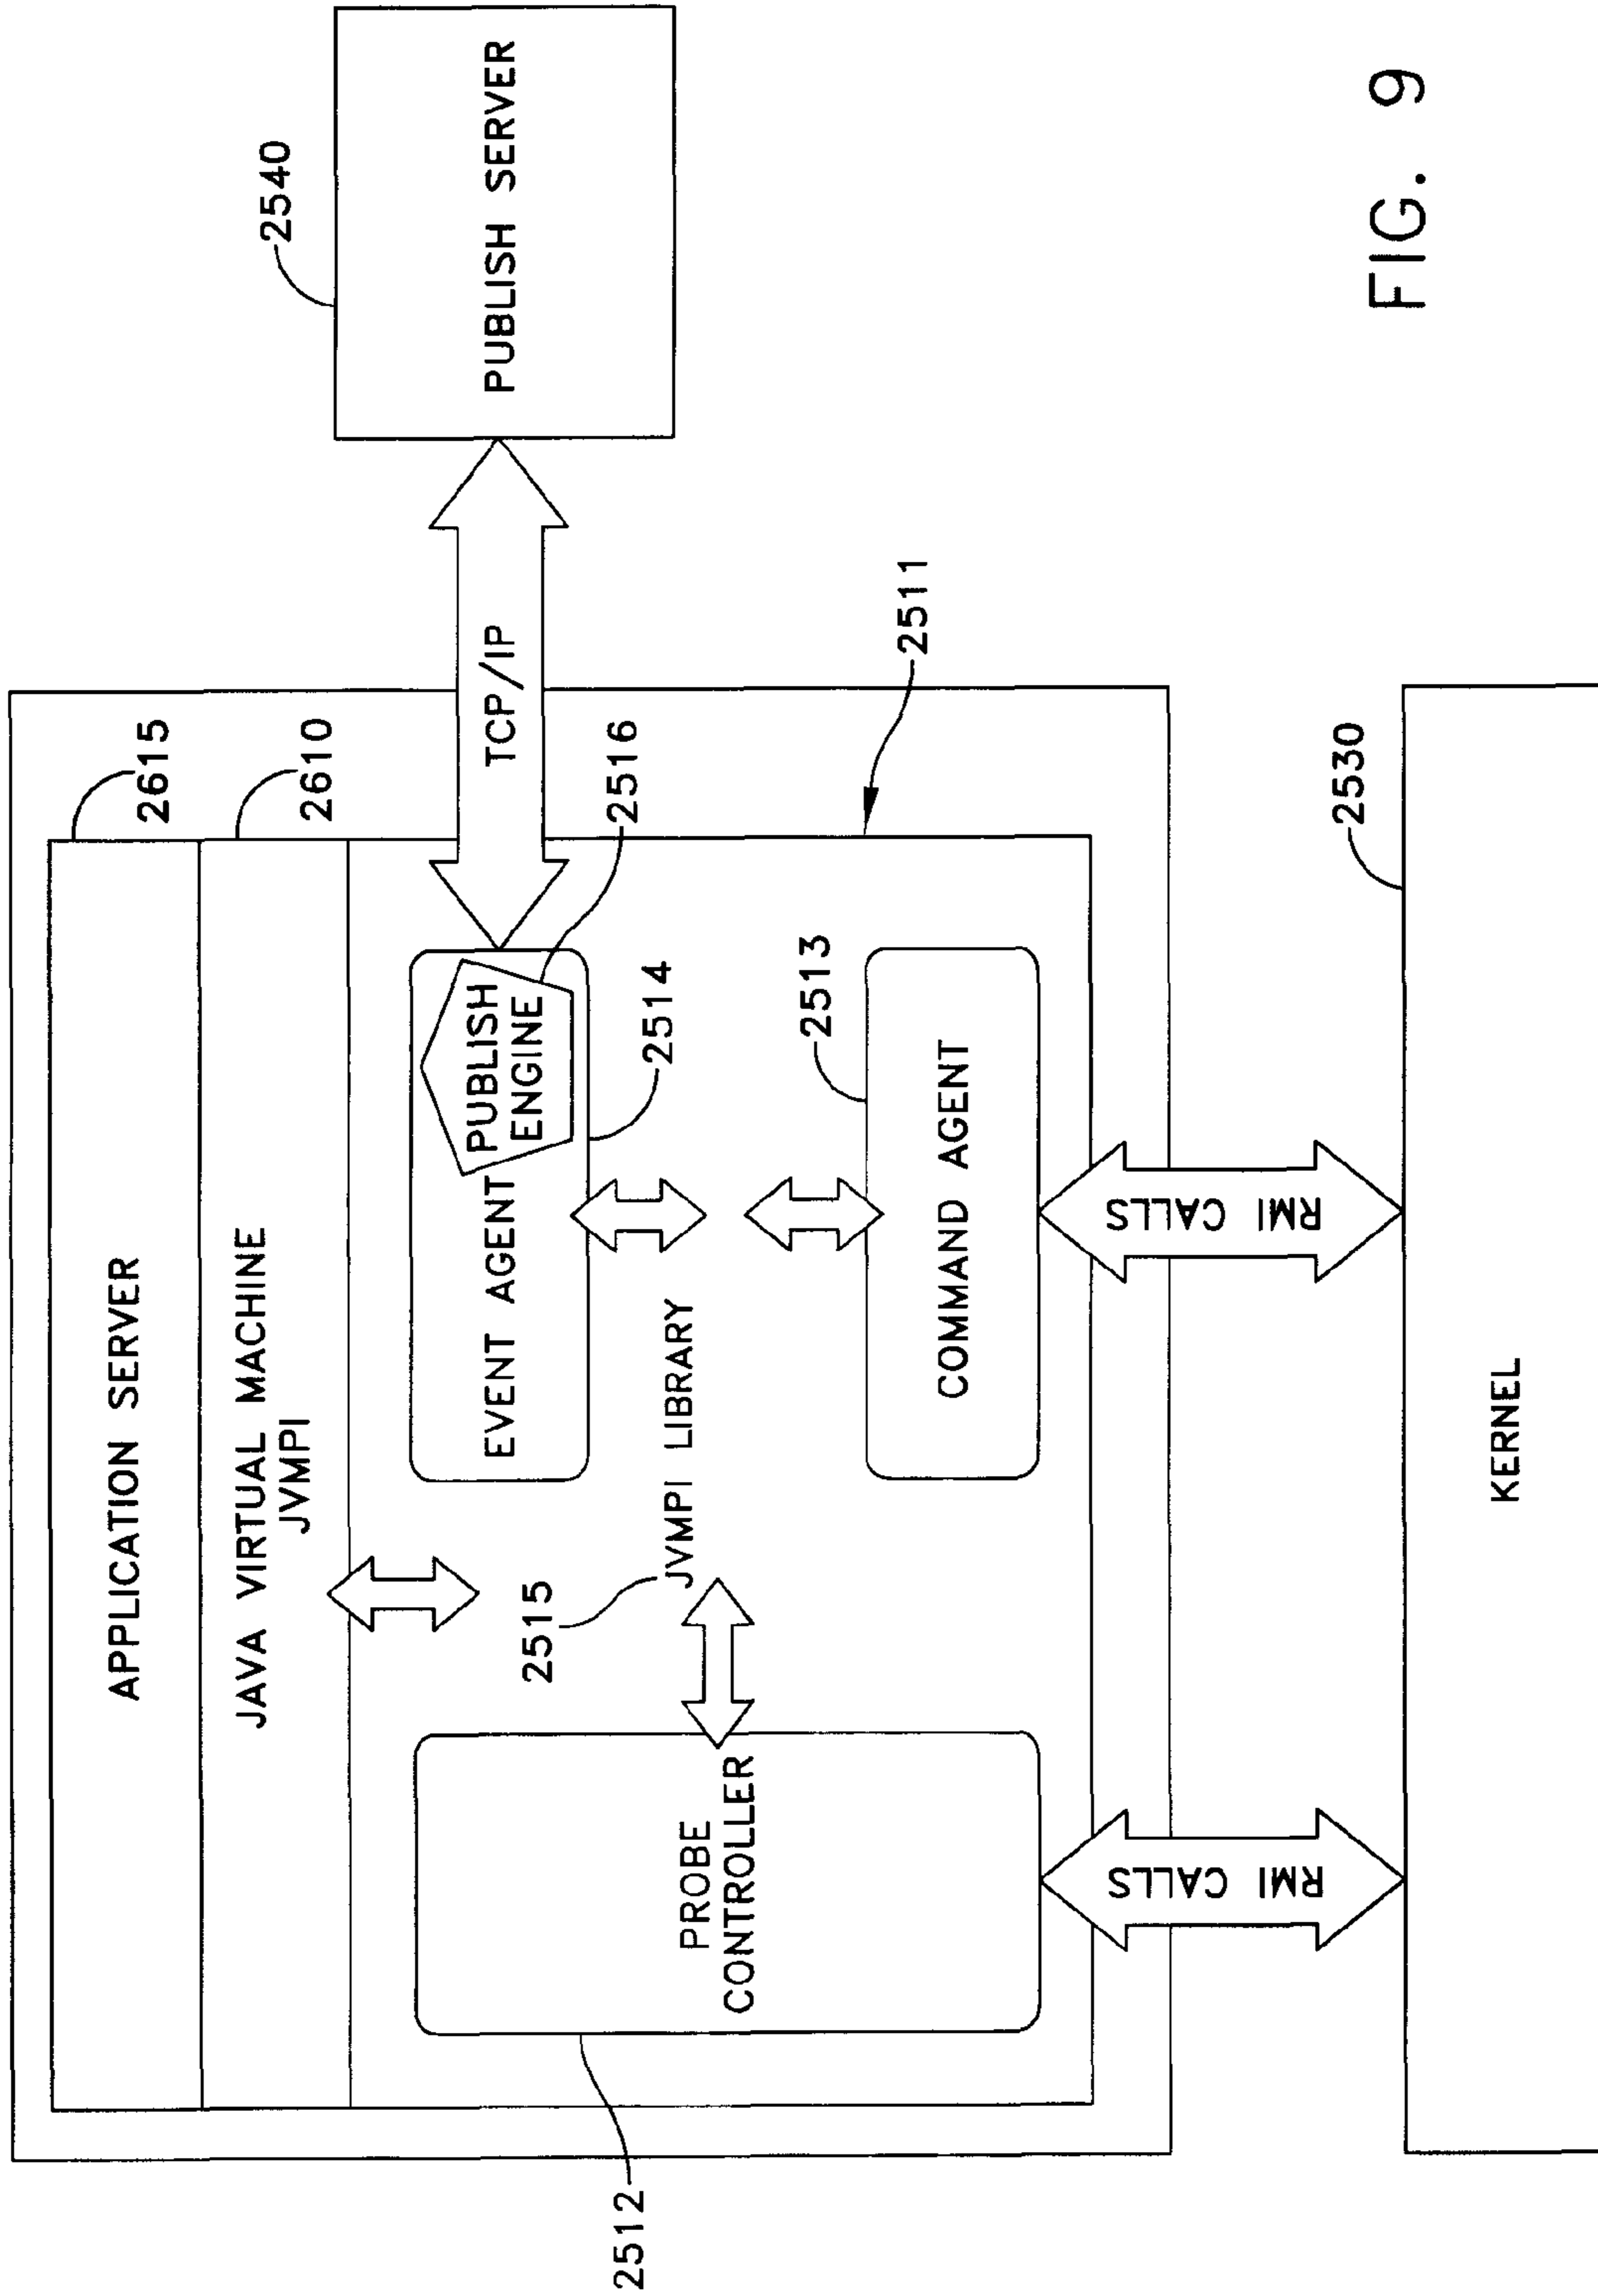 2615
APPLICATION SERVER
2610
JAVA VIRTUAL MACHINE
JVMPI
2540
PUBLISH SERVER
TCP/IP
2516
PUBLISH
ENGINE
EVENT AGENT
2514
2515
JVMPI LIBRARY
2511
2513
COMMAND AGENT
PROBE
CONTROLLER
2512
RMI CALLS
RMI CALLS
2530
KERNEL
FIG. 9